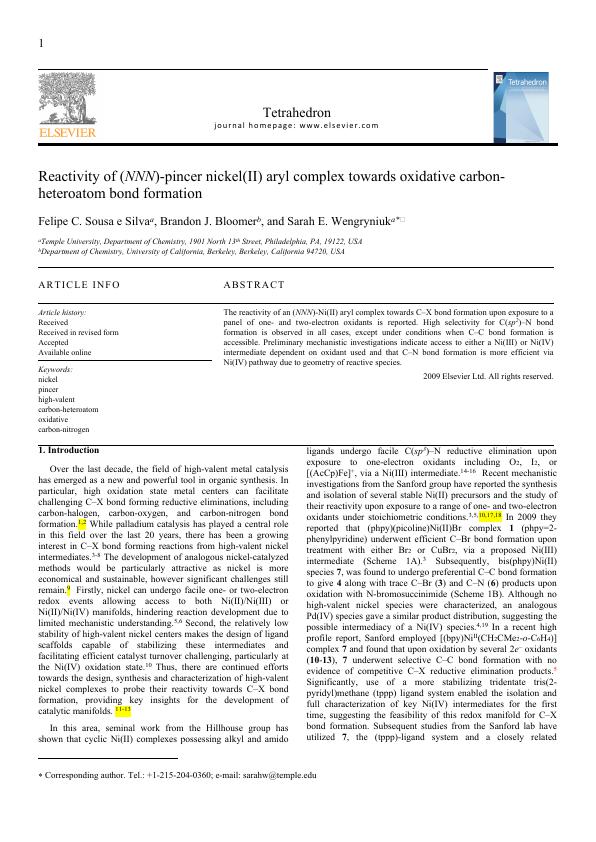 1
ELSEVIER
Tetrahedron
journal homepage: www.elsevier.com
Tetrahedron
Reactivity of (NNN)-pincer nickel(II) aryl complex towards oxidative carbon-
heteroatom bond formation
Felipe C. Sousa e Silvaᵃ, Brandon J. Bloomerᵇ, and Sarah E. Wengryniukᵃ*
ᵃTemple University, Department of Chemistry, 1901 North 13ᵗʰ Street, Philadelphia, PA, 19122, USA
ᵇDepartment of Chemistry, University of California, Berkeley, Berkeley, California 94720, USA
ARTICLE INFO
Article history:
Received
Received in revised form
Accepted
Available online
Keywords:
nickel
pincer
high-valent
carbon-heteroatom
oxidative
carbon-nitrogen
ABSTRACT
The reactivity of an (NNN)-Ni(II) aryl complex towards C–X bond formation upon exposure to a
panel of one- and two-electron oxidants is reported. High selectivity for C(sp²)–N bond
formation is observed in all cases, except under conditions when C–C bond formation is
accessible. Preliminary mechanistic investigations indicate access to either a Ni(III) or Ni(IV)
intermediate dependent on oxidant used and that C–N bond formation is more efficient via
Ni(IV) pathway due to geometry of reactive species.
2009 Elsevier Ltd. All rights reserved.
1. Introduction
Over the last decade, the field of high-valent metal catalysis
has emerged as a new and powerful tool in organic synthesis. In
particular, high oxidation state metal centers can facilitate
challenging C–X bond forming reductive eliminations, including
carbon-halogen, carbon-oxygen, and carbon-nitrogen bond
formation.¹,² While palladium catalysis has played a central role
in this field over the last 20 years, there has been a growing
interest in C–X bond forming reactions from high-valent nickel
intermediates.³⁻⁸ The development of analogous nickel-catalyzed
methods would be particularly attractive as nickel is more
economical and sustainable, however significant challenges still
remain.⁹ Firstly, nickel can undergo facile one- or two-electron
redox events allowing access to both Ni(I)/Ni(III) or
Ni(II)/Ni(IV) manifolds, hindering reaction development due to
limited mechanistic understanding.⁵,⁶ Second, the relatively low
stability of high-valent nickel centers makes the design of ligand
scaffolds capable of stabilizing these intermediates and
facilitating efficient catalyst turnover challenging, particularly at
the Ni(IV) oxidation state.¹⁰ Thus, there are continued efforts
towards the design, synthesis and characterization of high-valent
nickel complexes to probe their reactivity towards C–X bond
formation, providing key insights for the development of
catalytic manifolds. ¹¹⁻¹³
In this area, seminal work from the Hillhouse group has
shown that cyclic Ni(II) complexes possessing alkyl and amido
ligands undergo facile C(sp³)–N reductive elimination upon
exposure to one-electron oxidants including O₂, I₂, or
[(AcCp)Fe]⁺, via a Ni(III) intermediate.¹⁴⁻¹⁶ Recent mechanistic
investigations from the Sanford group have reported the synthesis
and isolation of several stable Ni(II) precursors and the study of
their reactivity upon exposure to a range of one- and two-electron
oxidants under stoichiometric conditions.³,⁵,¹⁰,¹⁷,¹⁸ In 2009 they
reported that (phpy)(picoline)Ni(II)Br complex 1 (phpy=2-
phenylpyridine) underwent efficient C–Br bond formation upon
treatment with either Br₂ or CuBr₂, via a proposed Ni(III)
intermediate (Scheme 1A).³ Subsequently, bis(phpy)Ni(II)
species 7, was found to undergo preferential C–C bond formation
to give 4 along with trace C–Br (3) and C–N (6) products upon
oxidation with N-bromosuccinimide (Scheme 1B). Although no
high-valent nickel species were characterized, an analogous
Pd(IV) species gave a similar product distribution, suggesting the
possible intermediacy of a Ni(IV) species.⁴,¹⁹ In a recent high
profile report, Sanford employed [(bpy)Niᴵᴵ(CH₂CMe₂-o-C₆H₄)]
complex 7 and found that upon oxidation by several 2e⁻ oxidants
(10-13), 7 underwent selective C–C bond formation with no
evidence of competitive C–X reductive elimination products.⁵
Significantly, use of a more stabilizing tridentate tris(2-
pyridyl)methane (tppp) ligand system enabled the isolation and
full characterization of key Ni(IV) intermediates for the first
time, suggesting the feasibility of this redox manifold for C–X
bond formation. Subsequent studies from the Sanford lab have
utilized 7, the (tppp)-ligand system and a closely related
* Corresponding author. Tel.: +1-215-204-0360; e-mail: sarahw@temple.edu